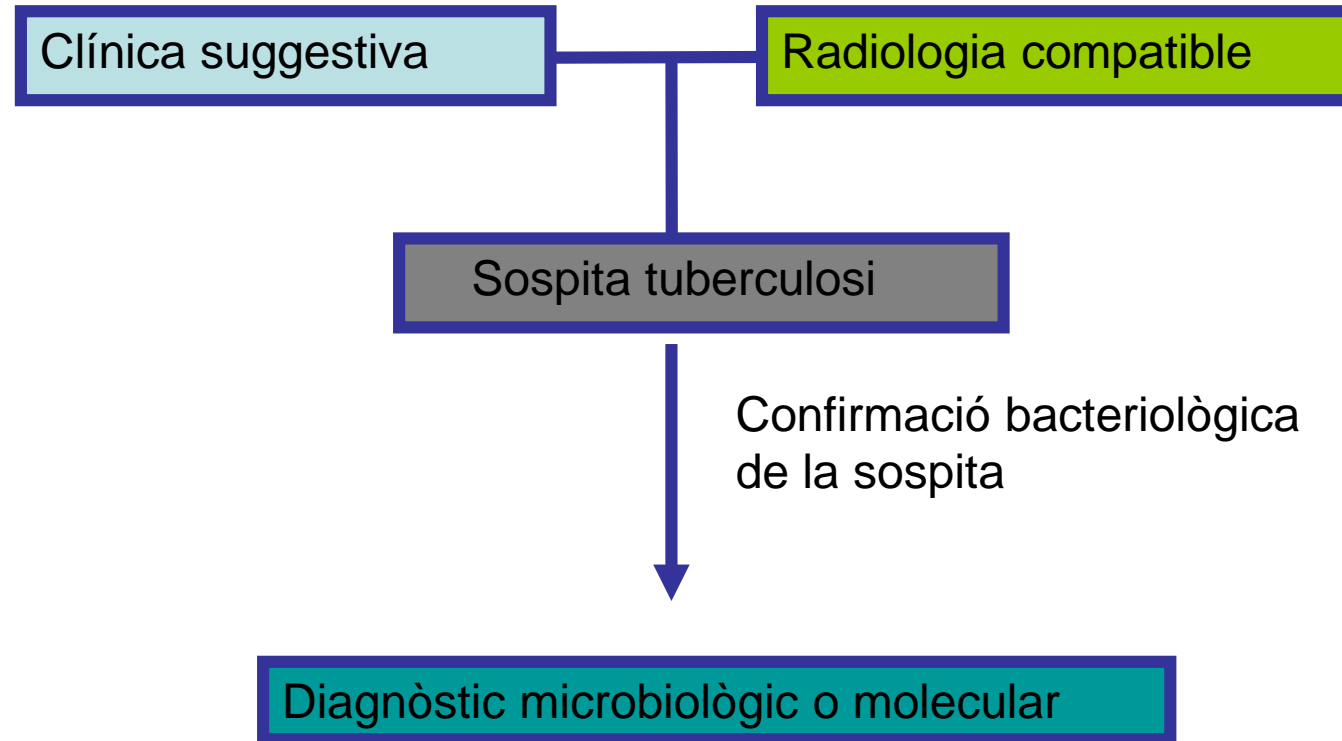 Clínica suggestiva
Radiologia compatible
Sospita tuberculosi
Confirmació bacteriològica
de la sospita
Diagnòstic microbiològic o molecular